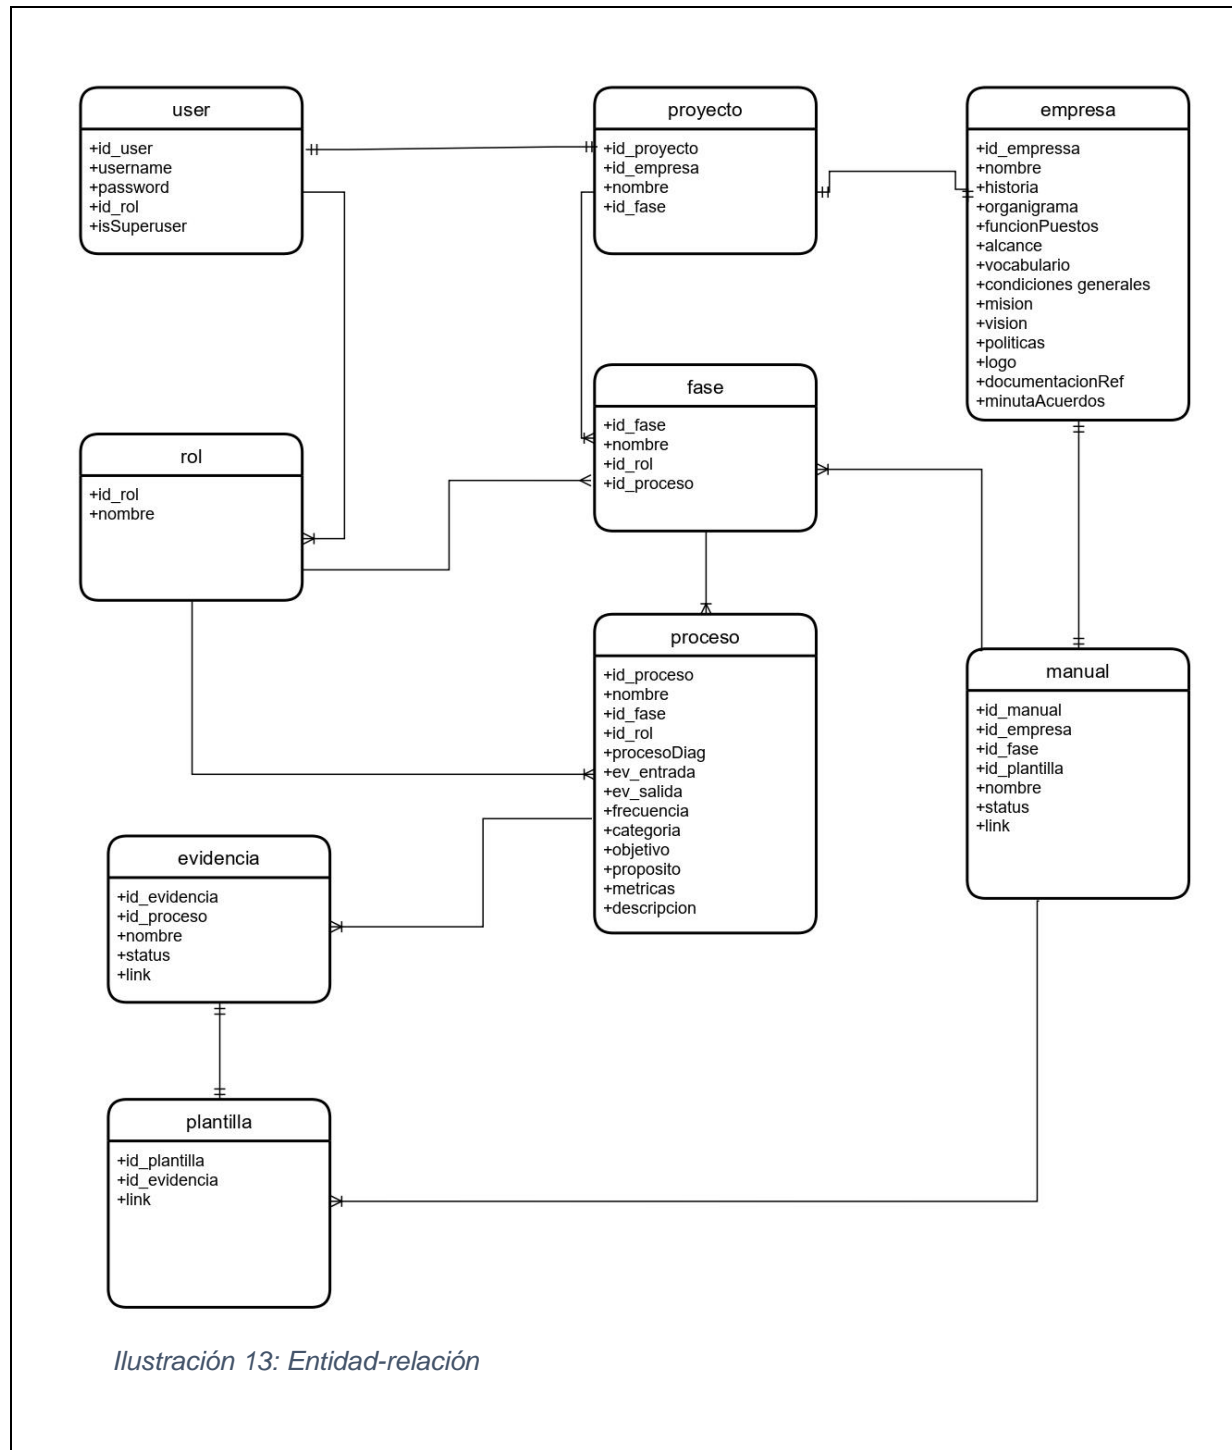 user
+id_user
+username
+password
+id_rol
+isSuperuser
proyecto
+id_proyecto
+id_empresa
+nombre
+id_fase
empresa
+id_empressa
+nombre
+historia
+organigrama
+funcionPuestos
+alcance
+vocabulario
+condiciones generales
+mision
+vision
+politicas
+logo
+documentacionRef
+minutaAcuerdos
rol
+id_rol
+nombre
fase
+id_fase
+nombre
+id_rol
+id_proceso
proceso
+id_proceso
+nombre
+id_fase
+id_rol
+procesoDiag
+ev_entrada
+ev_salida
+frecuencia
+categoria
+objetivo
+proposito
+metricas
+descripcion
manual
+id_manual
+id_empresa
+id_fase
+id_plantilla
+nombre
+status
+link
evidencia
+id_evidencia
+id_proceso
+nombre
+status
+link
plantilla
+id_plantilla
+id_evidencia
+link
Ilustración 13: Entidad-relación